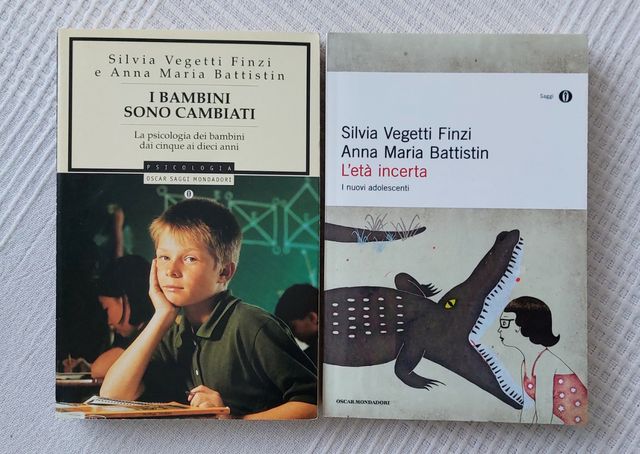 Silvia Vegetti Finzi
e Anna Maria Battistin
I BAMBINI
SONO CAMBIATI
La psicologia dei bambini
dai cinque ai dieci anni
PSICOLOGIA
OSCAR SAGGI MONDADORI
Saggi
Silvia Vegetti Finzi
Anna Maria Battistin
L'età incerta
I nuovi adolescenti
OSCAR MONDADORI